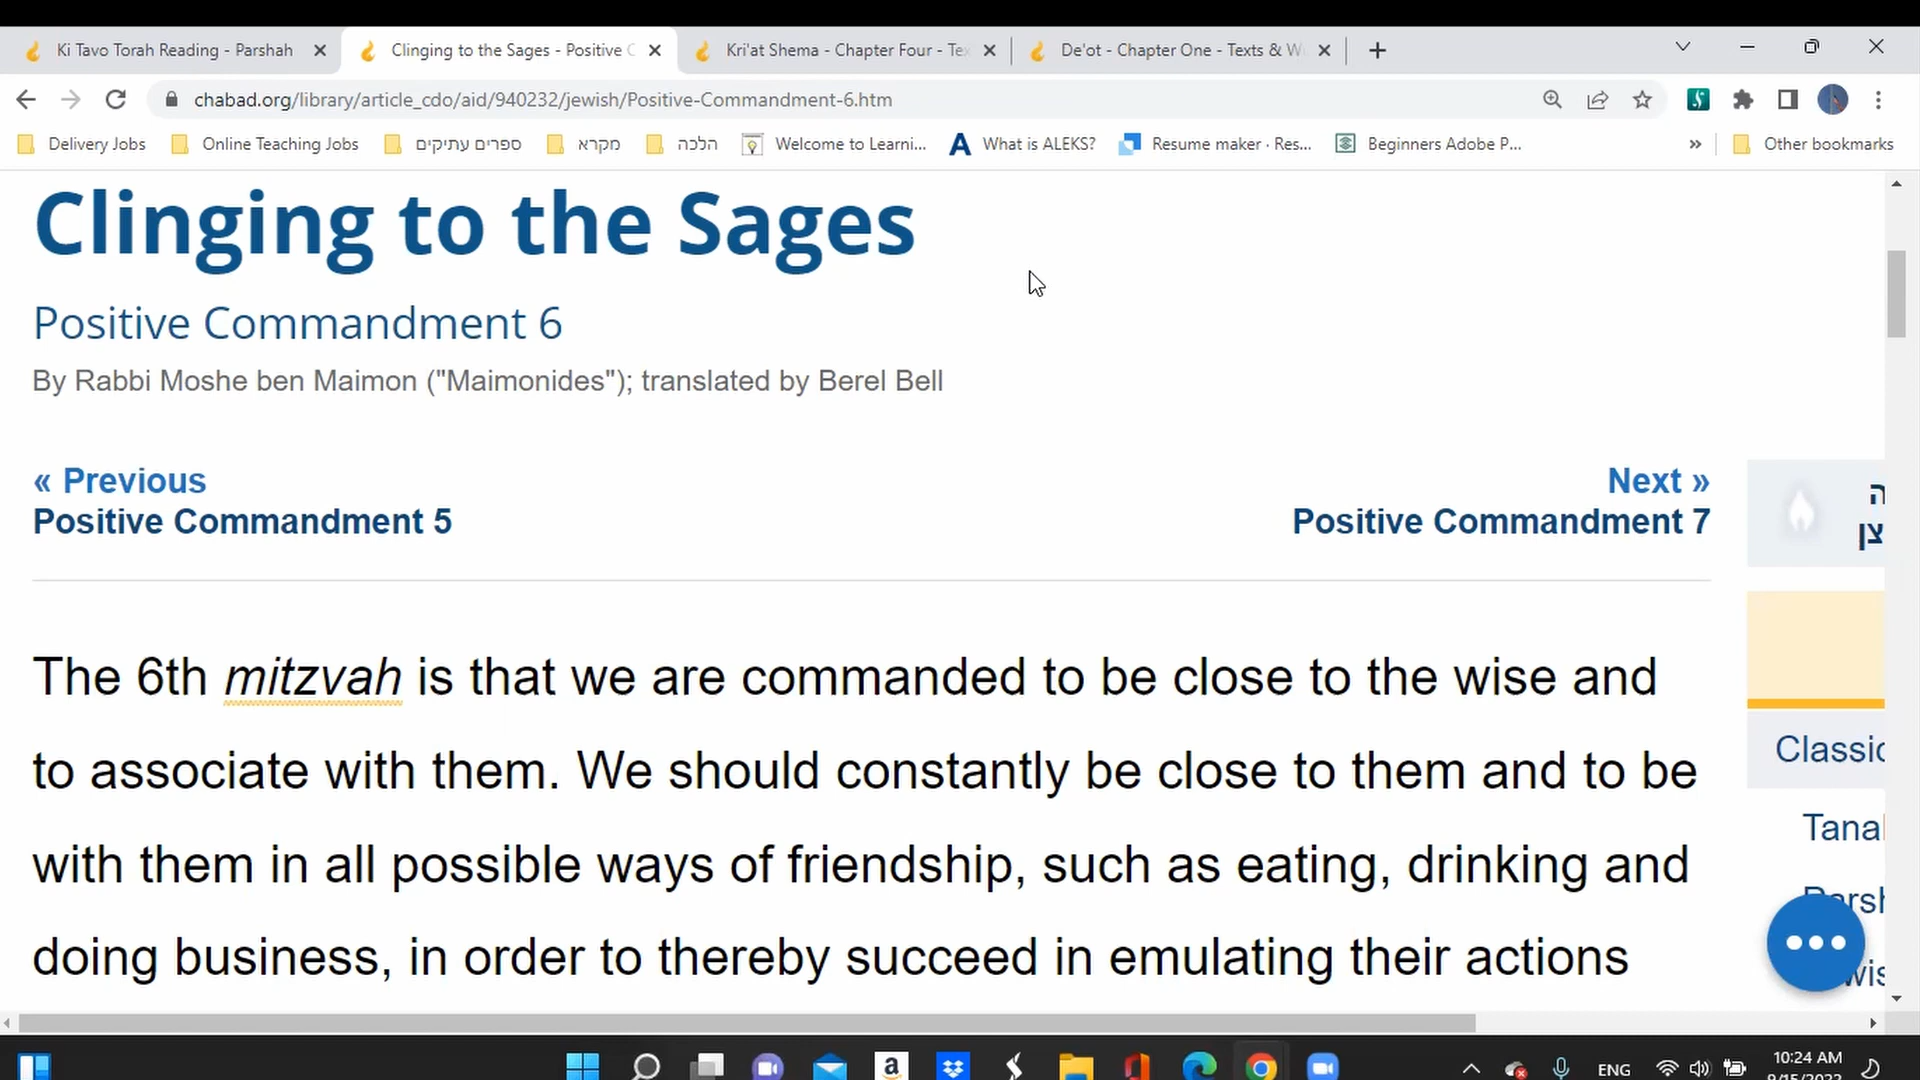 Ki Tavo Torah Reading - Parshah
Clinging to the Sages - Positive C
Kri'at Shema - Chapter Four - Tex
De'ot - Chapter One - Texts & W
chabad.org/library/article_cdo/aid/940232/jewish/Positive-Commandment-6.htm
Delivery Jobs
Online Teaching Jobs
ספרים עתיקים
מקרא
הלכה
Welcome to Learni...
What is ALEKS?
Resume maker · Res...
Beginners Adobe P...
»
Other bookmarks
Clinging to the Sages
Positive Commandment 6
By Rabbi Moshe ben Maimon ("Maimonides"); translated by Berel Bell
« Previous
Positive Commandment 5
Next »
Positive Commandment 7
The 6th mitzvah is that we are commanded to be close to the wise and
to associate with them. We should constantly be close to them and to be
with them in all possible ways of friendship, such as eating, drinking and
doing business, in order to thereby succeed in emulating their actions
Classic
Tana
ENG
10:24 AM
9/15/2022